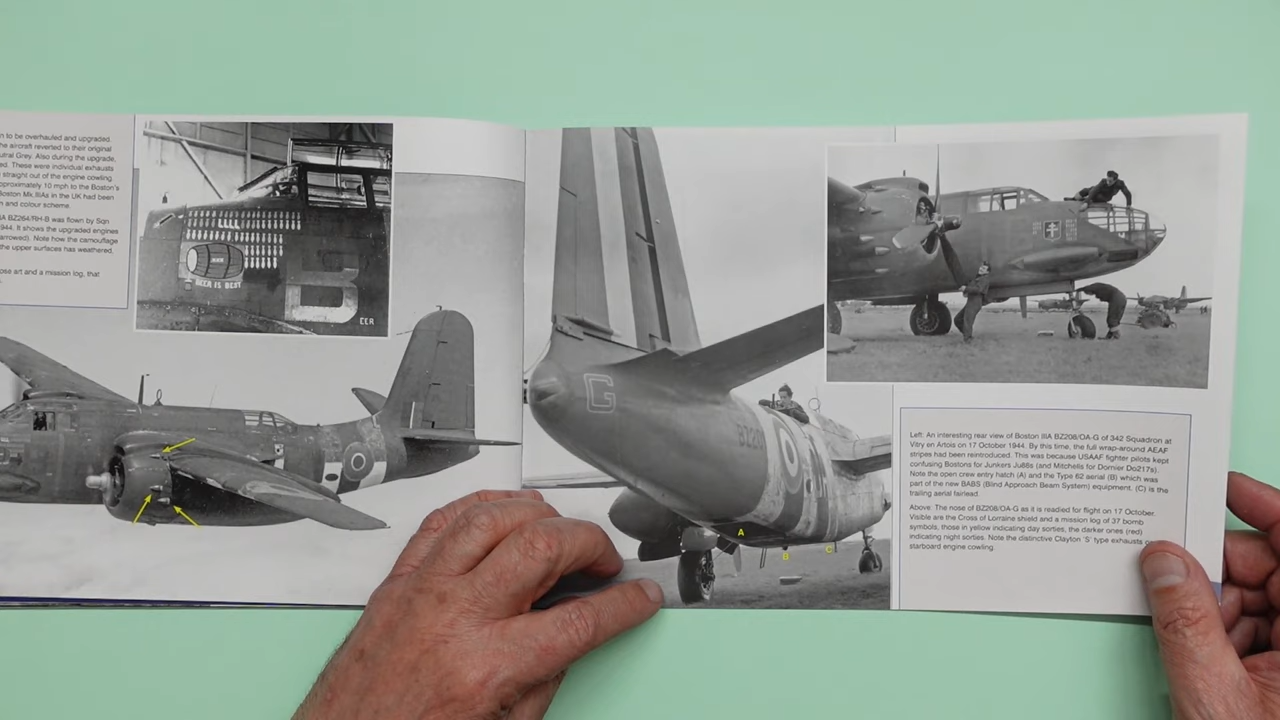 n to be overhauled and upgraded.
he aircraft reverted to their original
utral Grey. Also during the upgrade,
ed. These were individual exhausts
straight out of the engine cowling.
pproximately 10 mph to the Boston's
Boston Mk.IIIAs in the UK had been
n and colour scheme.
IA BZ264/RH-B was flown by Sqn
944. It shows the upgraded engines
arrowed). Note how the camouflage
the upper surfaces has weathered,
ose art and a mission log, that
XXX
BEER IS BEST
B
EER
G
BZ20
A
B
C
Left: An interesting rear view of Boston IIIA BZ208/OA-G of 342 Squadron at
Vitry en Artois on 17 October 1944. By this time, the full wrap-around AEAF
stripes had been reintroduced. This was because USAAF fighter pilots kept
confusing Bostons for Junkers Ju88s (and Mitchells for Dornier Do217s).
Note the open crew entry hatch (A) and the Type 62 aerial (B) which was
part of the new BABS (Blind Approach Beam System) equipment. (C) is the
trailing aerial fairlead.
Above: The nose of BZ208/OA-G as it is readied for flight on 17 October.
Visible are the Cross of Lorraine shield and a mission log of 37 bomb
symbols, those in yellow indicating day sorties, the darker ones (red)
indicating night sorties. Note the distinctive Clayton 'S' type exhausts
starboard engine cowling.